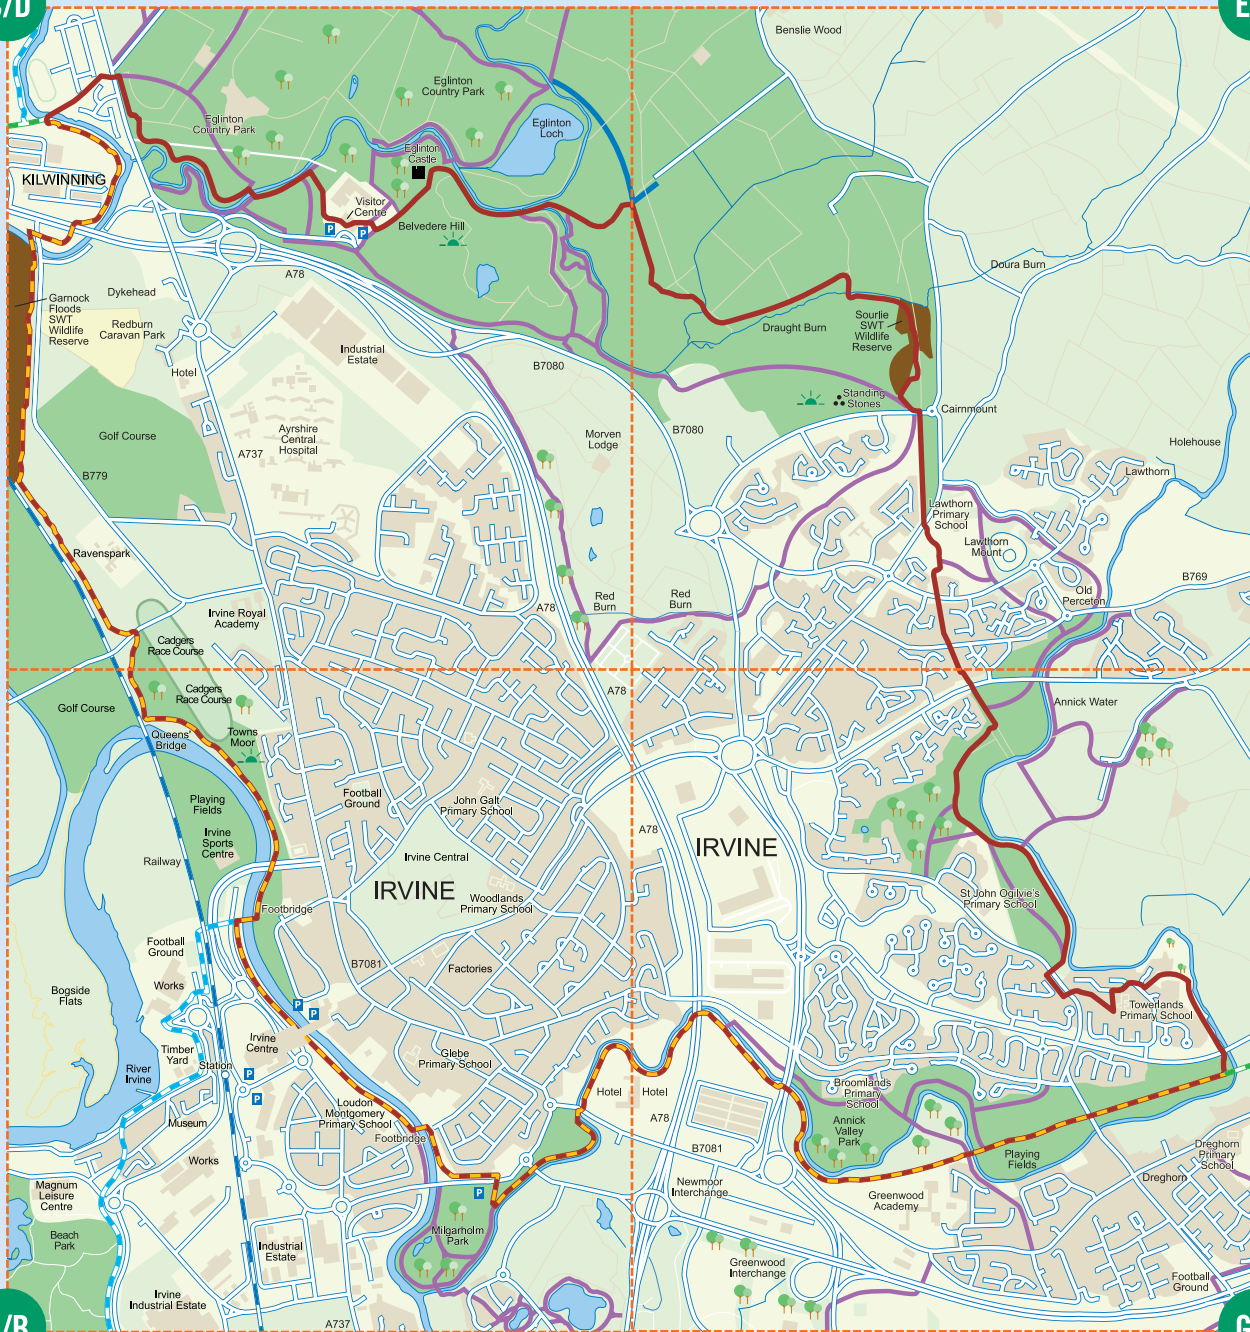 C/D
E
Benslie Wood
Eglinton
Country Park
Eglinton
Country Park
Eglinton
Loch
Eglinton
Castle
KILWINNING
Visitor
Centre
P
P
Belvedere Hill
Doura Burn
A78
Dykehead
Garnock
Floods
SWT
Wildlife
Reserve
Redburn
Caravan Park
Sourlie
SWT
Wildlife
Reserve
Draught Burn
Industrial
Estate
Hotel
B7080
Standing
Stones
Cairnmount
Golf Course
Ayrshire
Central
Hospital
Morven
Lodge
B7080
Holehouse
A737
B779
Lawthorn
Lawthorn
Primary
School
Ravenspark
Lawthorn
Mount
B769
Old
Perceton
Red
Burn
Red
Burn
A78
Irvine Royal
Academy
Cadgers
Race Course
Cadgers
Race Course
A78
Golf Course
Annick Water
Queens'
Bridge
Towns
Moor
Playing
Fields
Football
Ground
John Galt
Primary School
Irvine
Sports
Centre
A78
IRVINE
Railway
Irvine Central
IRVINE
Woodlands
Primary School
St John Ogilvie's
Primary School
Footbridge
Football
Ground
B7081
Factories
Works
Bogside
Flats
P
P
Towerlands
Primary School
Irvine
Centre
Timber
Yard
Glebe
Primary School
Station
River
Irvine
P
P
Hotel
Hotel
Broomlands
Primary
School
Loudon
Montgomery
Primary School
Museum
A78
Annick
Valley
Park
Footbridge
B7081
Works
Playing
Fields
Dreghorn
Primary
School
Dreghorn
Newmoor
Interchange
Magnum
Leisure
Centre
P
Greenwood
Academy
Milgarholm
Park
Beach
Park
Industrial
Estate
Greenwood
Interchange
Football
Ground
Irvine
Industrial Estate
A737
/B
G